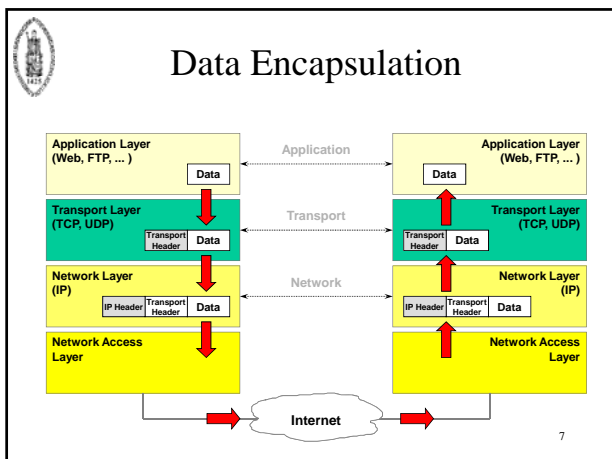 1425
Data Encapsulation
Application Layer
(Web, FTP, ... )
Data
Transport Layer
(TCP, UDP)
Transport
Header
Data
Network Layer
(IP)
IP Header
Transport
Header
Data
Network Access
Layer
Application
Transport
Network
Application Layer
(Web, FTP, ... )
Data
Transport Layer
(TCP, UDP)
Transport
Header
Data
Network Layer
(IP)
IP Header
Transport
Header
Data
Network Access
Layer
Internet
7